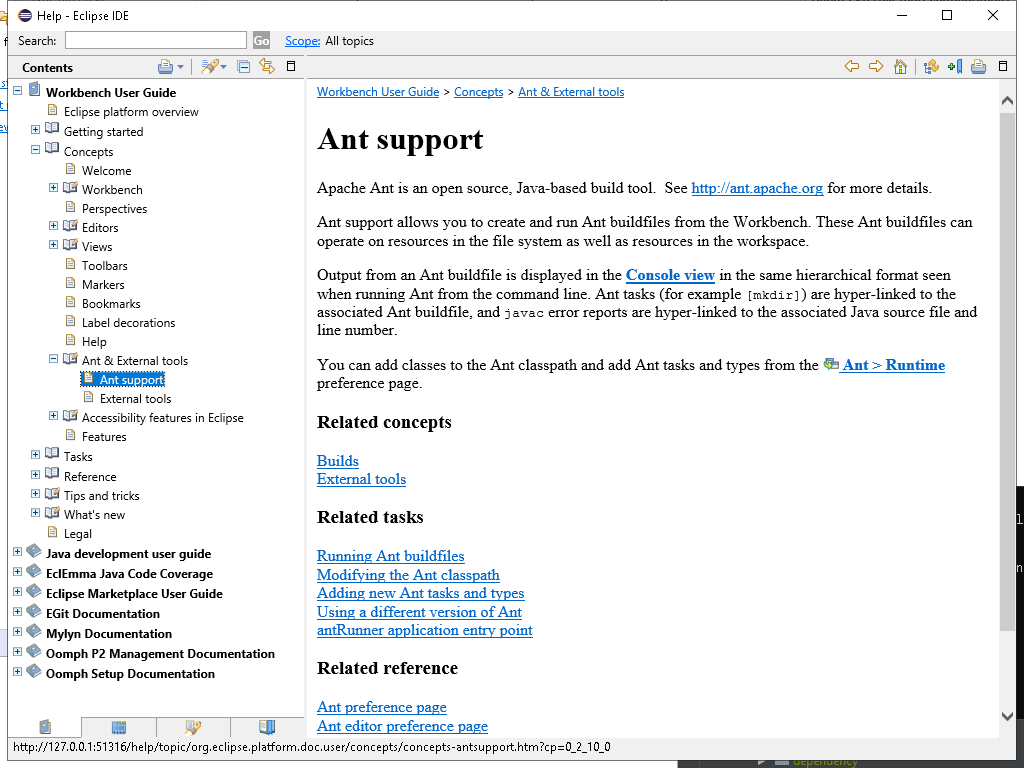 Help - Eclipse IDE
Search:
Go
Scope: All topics
Contents
Workbench User Guide
Eclipse platform overview
Getting started
Concepts
Welcome
Workbench
Perspectives
Editors
Views
Toolbars
Markers
Bookmarks
Label decorations
Help
Ant & External tools
Ant support
External tools
Accessibility features in Eclipse
Features
Tasks
Reference
Tips and tricks
What's new
Legal
Java development user guide
EclEmma Java Code Coverage
Eclipse Marketplace User Guide
EGit Documentation
Mylyn Documentation
Oomph P2 Management Documentation
Oomph Setup Documentation
Workbench User Guide > Concepts > Ant & External tools
Ant support
Apache Ant is an open source, Java-based build tool.  See http://ant.apache.org for more details.
Ant support allows you to create and run Ant buildfiles from the Workbench. These Ant buildfiles can
operate on resources in the file system as well as resources in the workspace.
Output from an Ant buildfile is displayed in the Console view in the same hierarchical format seen
when running Ant from the command line. Ant tasks (for example [mkdir]) are hyper-linked to the
associated Ant buildfile, and javac error reports are hyper-linked to the associated Java source file and
line number.
You can add classes to the Ant classpath and add Ant tasks and types from the Ant > Runtime
preference page.
Related concepts
Builds
External tools
Related tasks
Running Ant buildfiles
Modifying the Ant classpath
Adding new Ant tasks and types
Using a different version of Ant
antRunner application entry point
Related reference
Ant preference page
Ant editor preference page
http://127.0.0.1:51316/help/topic/org.eclipse.platform.doc.user/concepts/concepts-antsupport.htm?cp=0_2_10_0
dependency